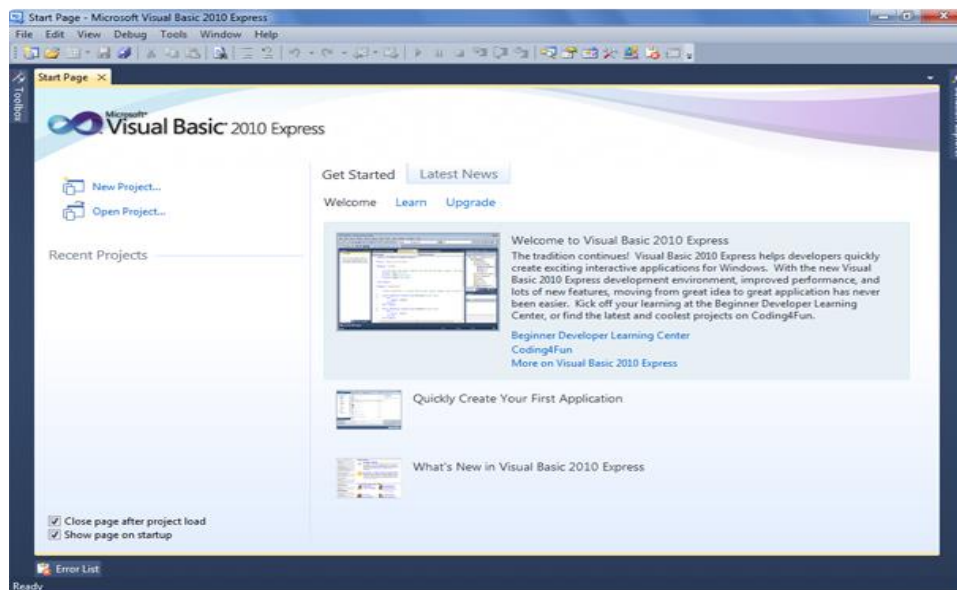 Start Page - Microsoft Visual Basic 2010 Express
File Edit View Debug Tools Window Help
Start Page
Toolbox
Microsoft
Visual Basic 2010 Express
New Project...
Open Project...
Recent Projects
Get Started Latest News
Welcome Learn Upgrade
Welcome to Visual Basic 2010 Express
The tradition continues! Visual Basic 2010 Express helps developers quickly
create exciting interactive applications for Windows. With the new Visual
Basic 2010 Express development environment, improved performance, and
lots of new features, moving from great idea to great application has never
been easier. Kick off your learning at the Beginner Developer Learning
Center, or find the latest and coolest projects on Coding4Fun.
Beginner Developer Learning Center
Coding4Fun
More on Visual Basic 2010 Express
Quickly Create Your First Application
What's New in Visual Basic 2010 Express
Close page after project load
Show page on startup
Error List
Ready